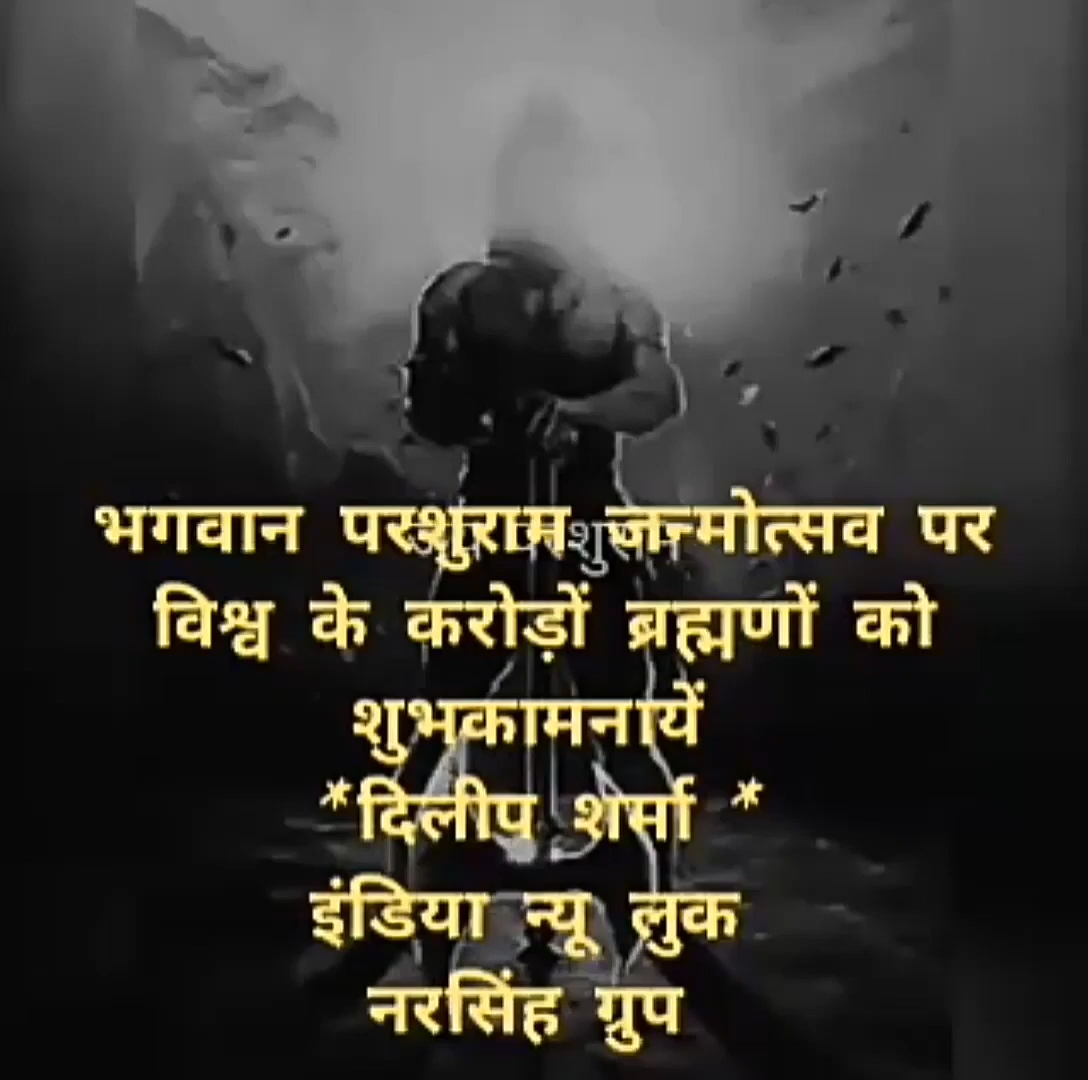 भगवान परशुराम जन्मोत्सव पर
विश्व के करोड़ों ब्रह्मणों को
शुभकामनायें
*दिलीप शर्मा *
इंडिया न्यू लुक
नरसिंह ग्रुप